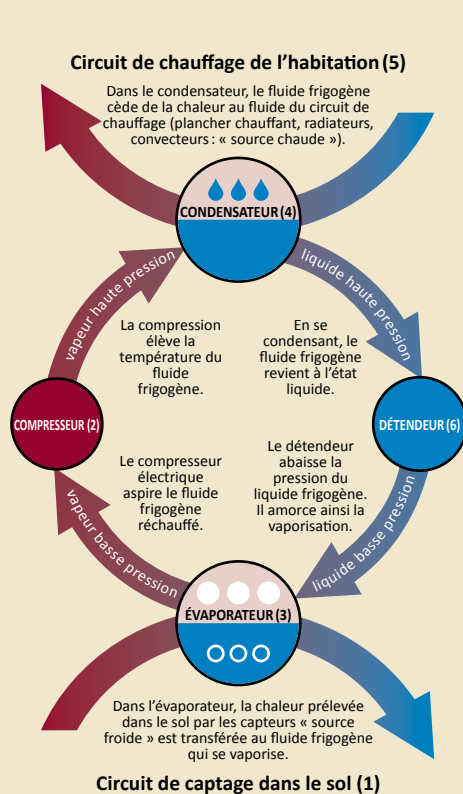 Circuit de chauffage de l’habitation (5)
Dans le condensateur, le fluide frigogène
cède de la chaleur au fluide du circuit de
chauffage (plancher chauffant, radiateurs,
convecteurs : « source chaude »).
CONDENSATEUR (4)
vapeur haute pression
liquide haute pression
La compression
élève la
température du
fluide
frigogène.
En se
condensant, le
fluide frigogène
revient à l’état
liquide.
COMPRESSEUR (2)
DÉTENDEUR (6)
Le compresseur
électrique
aspire le fluide
frigogène
réchauffé.
Le détendeur
abaisse la
pression du
liquide frigogène.
Il amorce ainsi la
vaporisation.
vapeur basse pression
liquide basse pression
ÉVAPORATEUR (3)
Dans l’évaporateur, la chaleur prélevée
dans le sol par les capteurs « source
froide » est transférée au fluide frigogène
qui se vaporise.
Circuit de captage dans le sol (1)